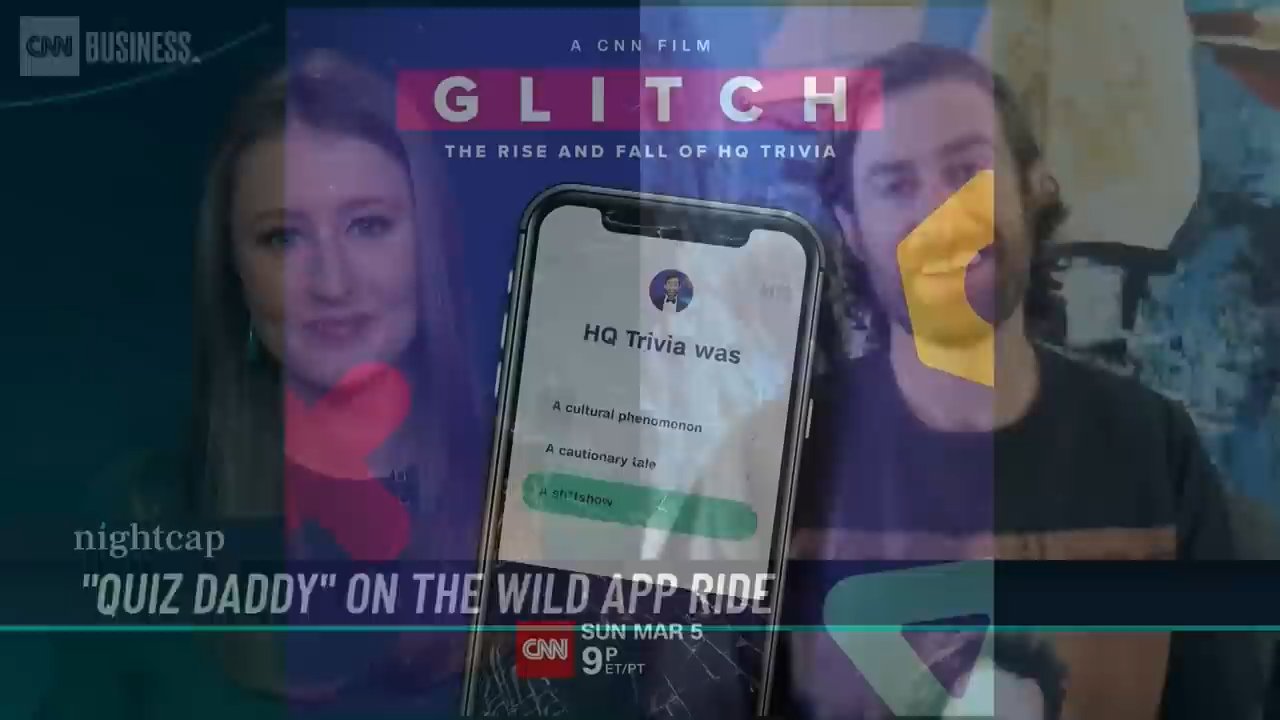 CNN BUSINESS
A CNN FILM
GLITCH
THE RISE AND FALL OF HQ TRIVIA
HQ Trivia was
A cultural phenomenon
A cautionary tale
A sh*tshow
nightcap
"QUIZ DADDY" ON THE WILD APP RIDE
CNN
SUN MAR 5
9P
ET/PT